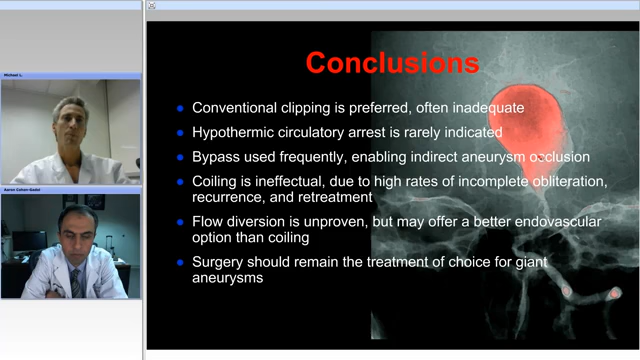 Michael L.
Aaron Cohen-Gadol
Conclusions
Conventional clipping is preferred, often inadequate
Hypothermic circulatory arrest is rarely indicated
Bypass used frequently, enabling indirect aneurysm occlusion
Coiling is ineffectual, due to high rates of incomplete obliteration,
recurrence, and retreatment
Flow diversion is unproven, but may offer a better endovascular
option than coiling
Surgery should remain the treatment of choice for giant
aneurysms